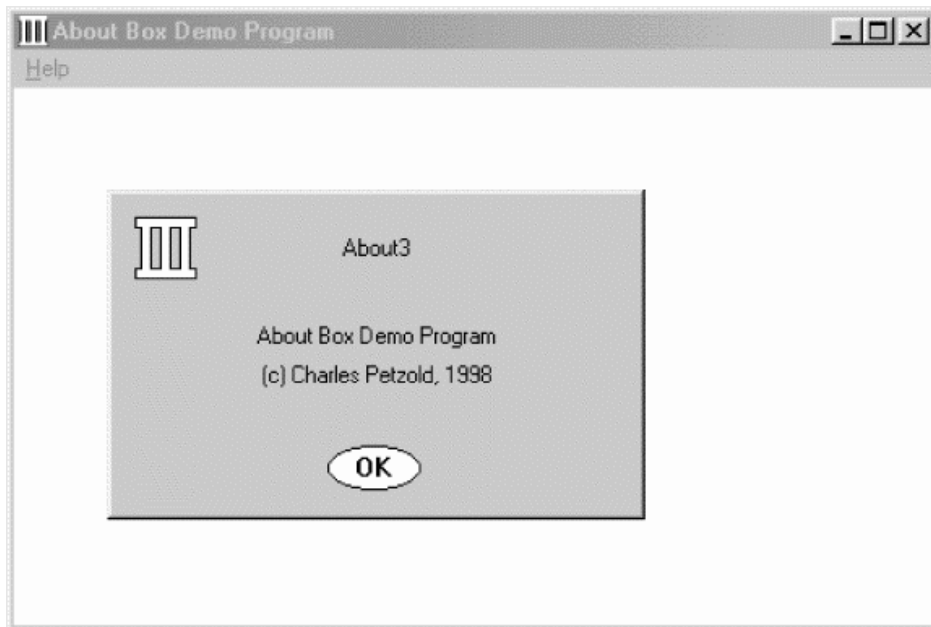 About Box Demo Program
Help
About3
About Box Demo Program
(c) Charles Petzold, 1998
OK